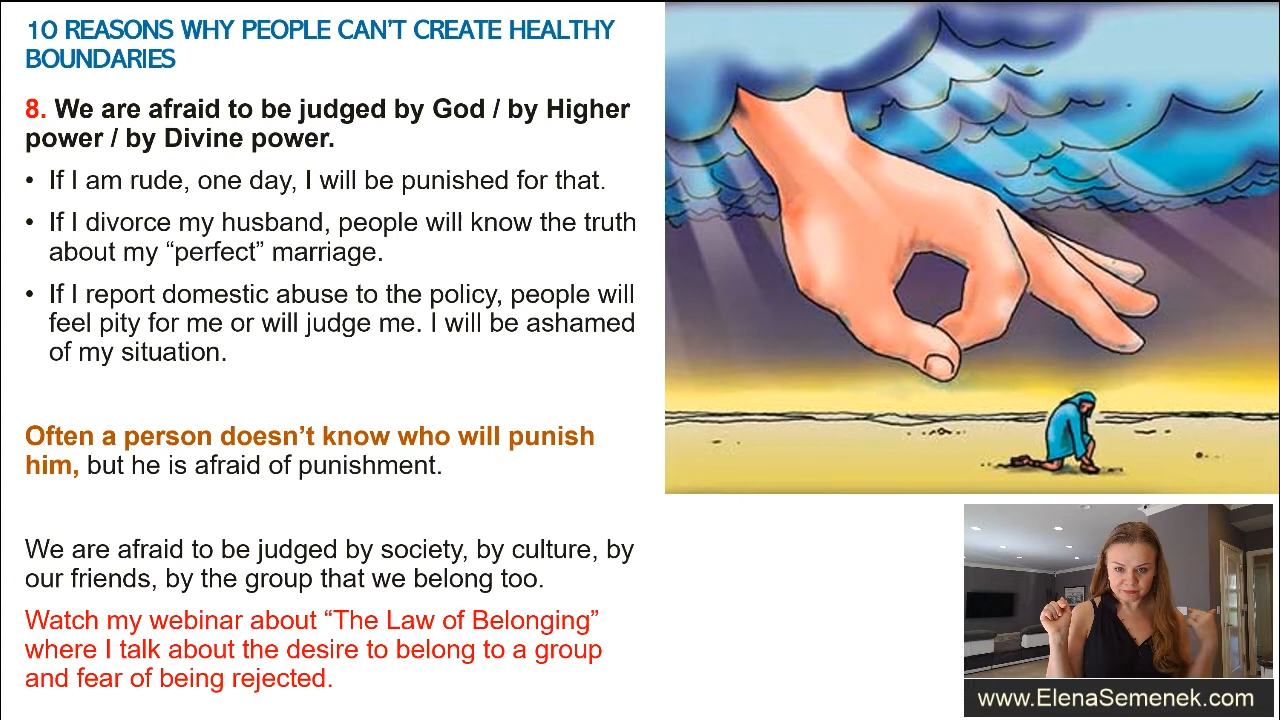 10 REASONS WHY PEOPLE CAN'T CREATE HEALTHY
BOUNDARIES
8. We are afraid to be judged by God / by Higher
power / by Divine power.
• If I am rude, one day, I will be punished for that.
• If I divorce my husband, people will know the truth
about my “perfect” marriage.
• If I report domestic abuse to the policy, people will
feel pity for me or will judge me. I will be ashamed
of my situation.
Often a person doesn’t know who will punish
him, but he is afraid of punishment.
We are afraid to be judged by society, by culture, by
our friends, by the group that we belong too.
Watch my webinar about “The Law of Belonging”
where I talk about the desire to belong to a group
and fear of being rejected.
www.ElenaSemenek.com